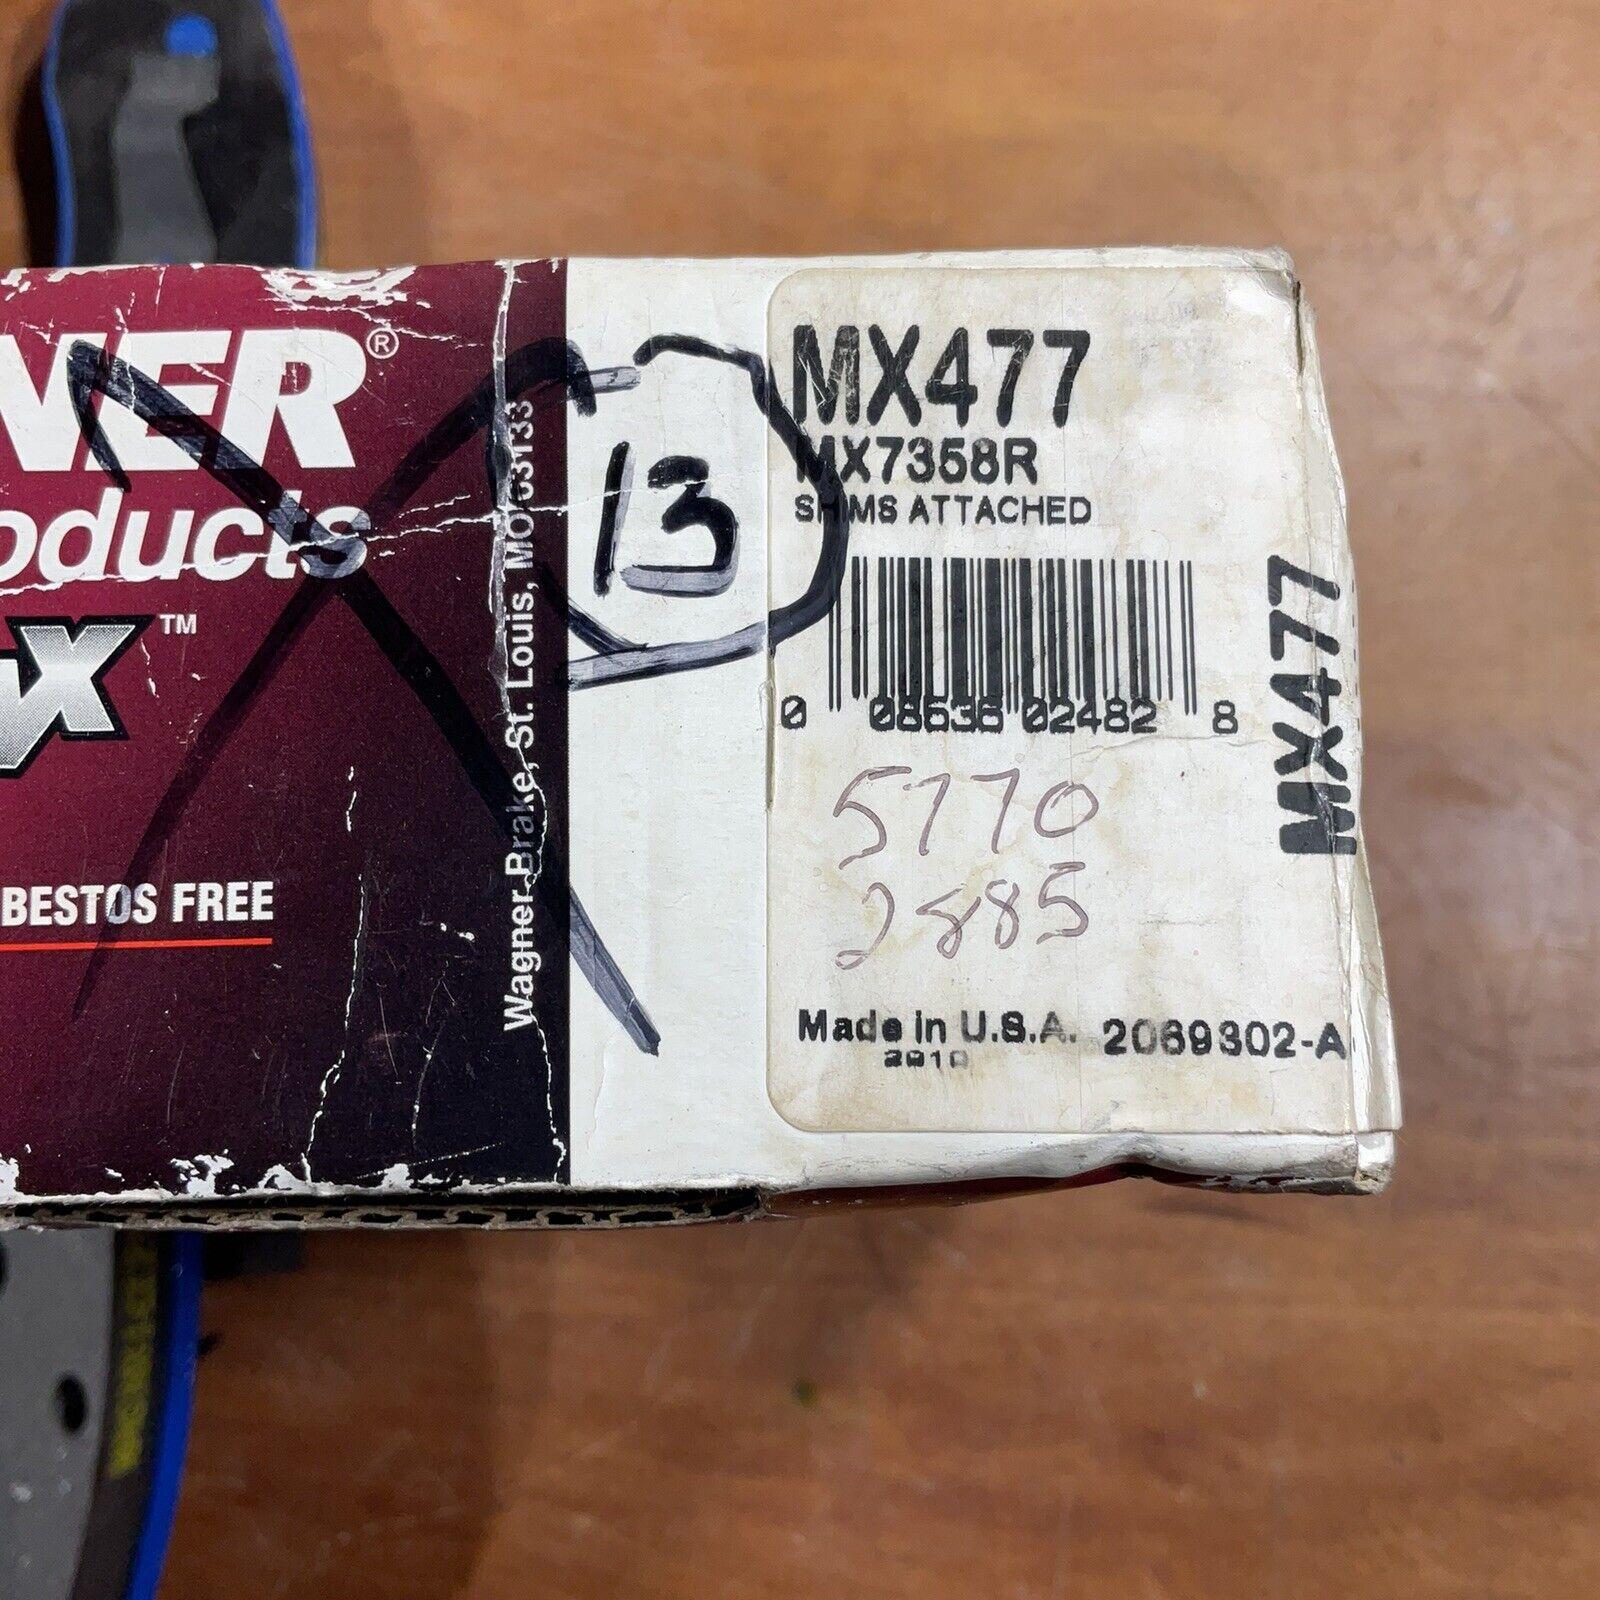 NER®
oducts
x™
BESTOS FREE
Wagner Brake, St. Louis, MO 63133
13
MX477
MX7358R
SHIMS ATTACHED
0 08636 02482 8
5770
2885
Made in U.S.A. 2069302-A
MX477